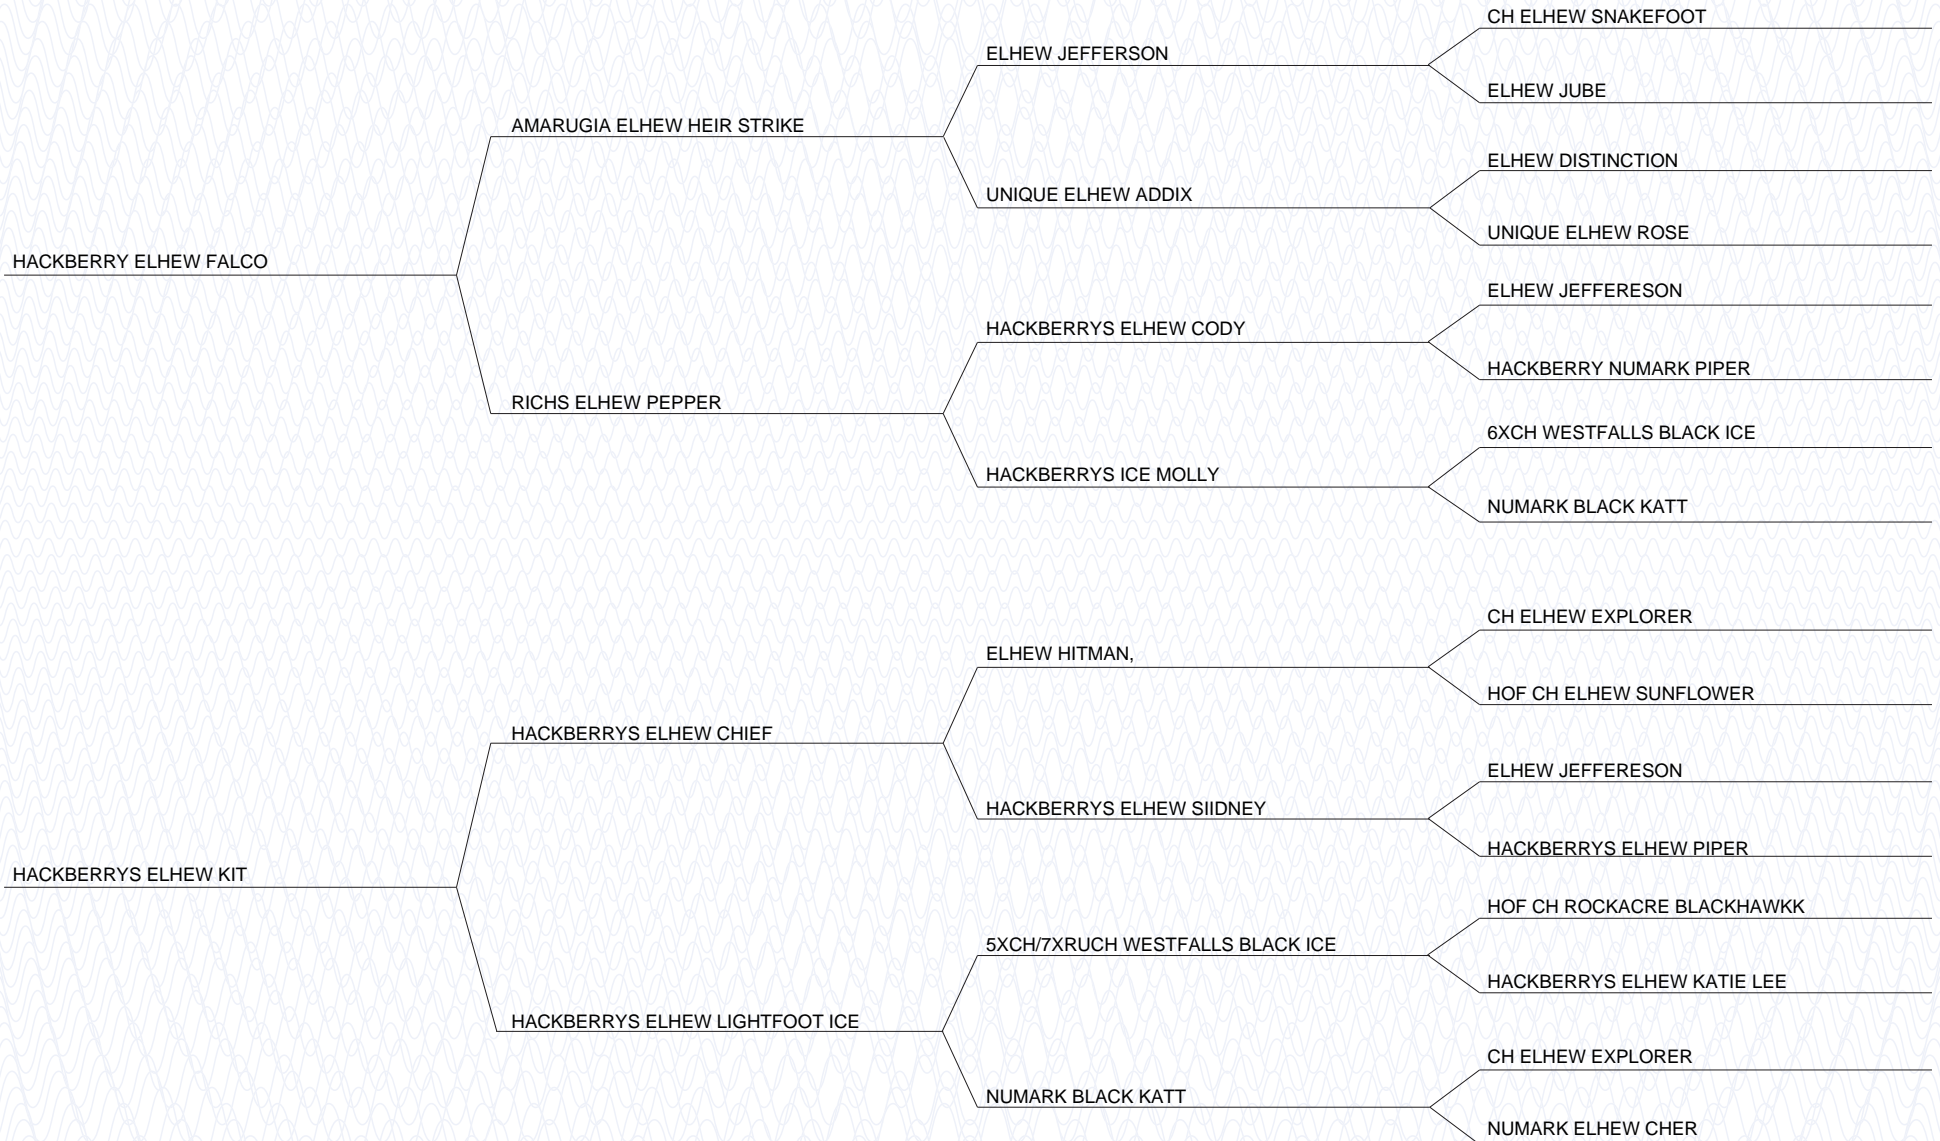 CH ELHEW SNAKEFOOT
ELHEW JEFFERSON
ELHEW JUBE
AMARUGIA ELHEW HEIR STRIKE
ELHEW DISTINCTION
UNIQUE ELHEW ADDIX
UNIQUE ELHEW ROSE
HACKBERRY ELHEW FALCO
ELHEW JEFFERESON
HACKBERRYS ELHEW CODY
HACKBERRY NUMARK PIPER
RICHS ELHEW PEPPER
6XCH WESTFALLS BLACK ICE
HACKBERRYS ICE MOLLY
NUMARK BLACK KATT
CH ELHEW EXPLORER
ELHEW HITMAN,
HOF CH ELHEW SUNFLOWER
HACKBERRYS ELHEW CHIEF
ELHEW JEFFERESON
HACKBERRYS ELHEW SIIDNEY
HACKBERRYS ELHEW PIPER
HACKBERRYS ELHEW KIT
HOF CH ROCKACRE BLACKHAWKK
5XCH/7XRUCH WESTFALLS BLACK ICE
HACKBERRYS ELHEW KATIE LEE
HACKBERRYS ELHEW LIGHTFOOT ICE
CH ELHEW EXPLORER
NUMARK BLACK KATT
NUMARK ELHEW CHER